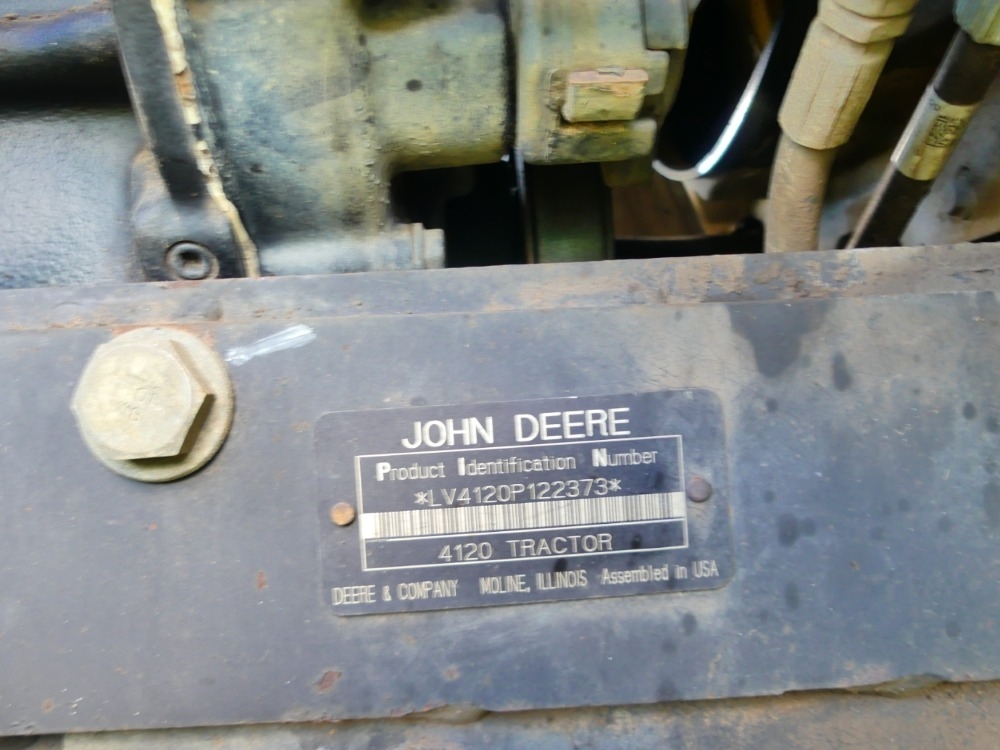 JOHN DEERE
Product Identification Number
*LV4120P122373*
4120 TRACTOR
DEERE & COMPANY MOLINE, ILLINOIS Assembled in USA